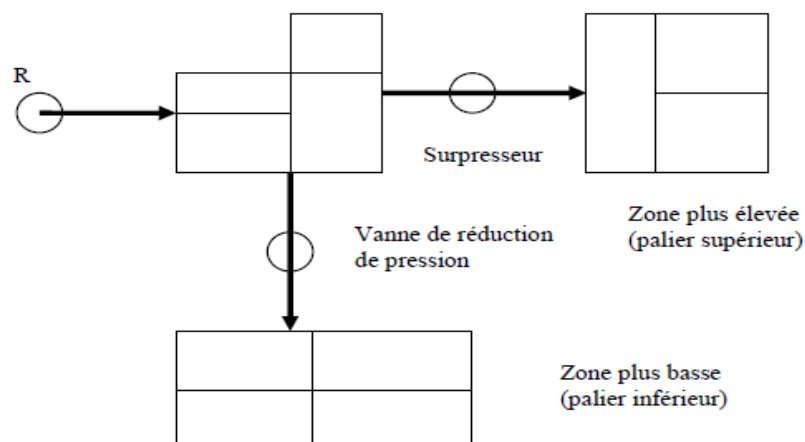 R
Surpresseur
Zone plus élevée
(palier supérieur)
Vanne de réduction
de pression
Zone plus basse
(palier inférieur)